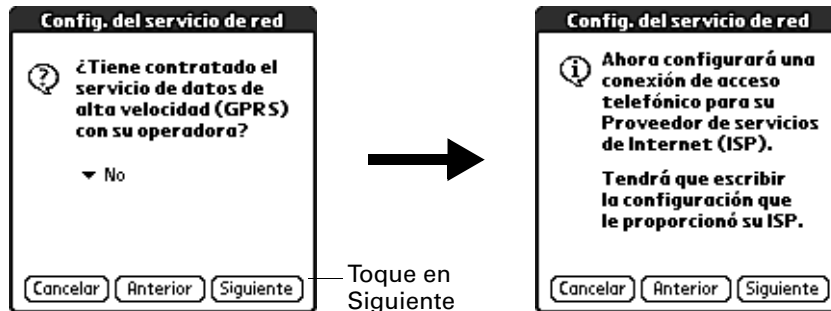 Config. del servicio de red
¿Tiene contratado el
servicio de datos de
alta velocidad (GPRS)
con su operadora?
No
Cancelar Anterior Siguiente
Toque en
Siguiente
Config. del servicio de red
Ahora configurará una
conexión de acceso
telefónico para su
Proveedor de servicios
de Internet (ISP).
Tendrá que escribir
la configuración que
le proporcionó su ISP.
Cancelar Anterior Siguiente